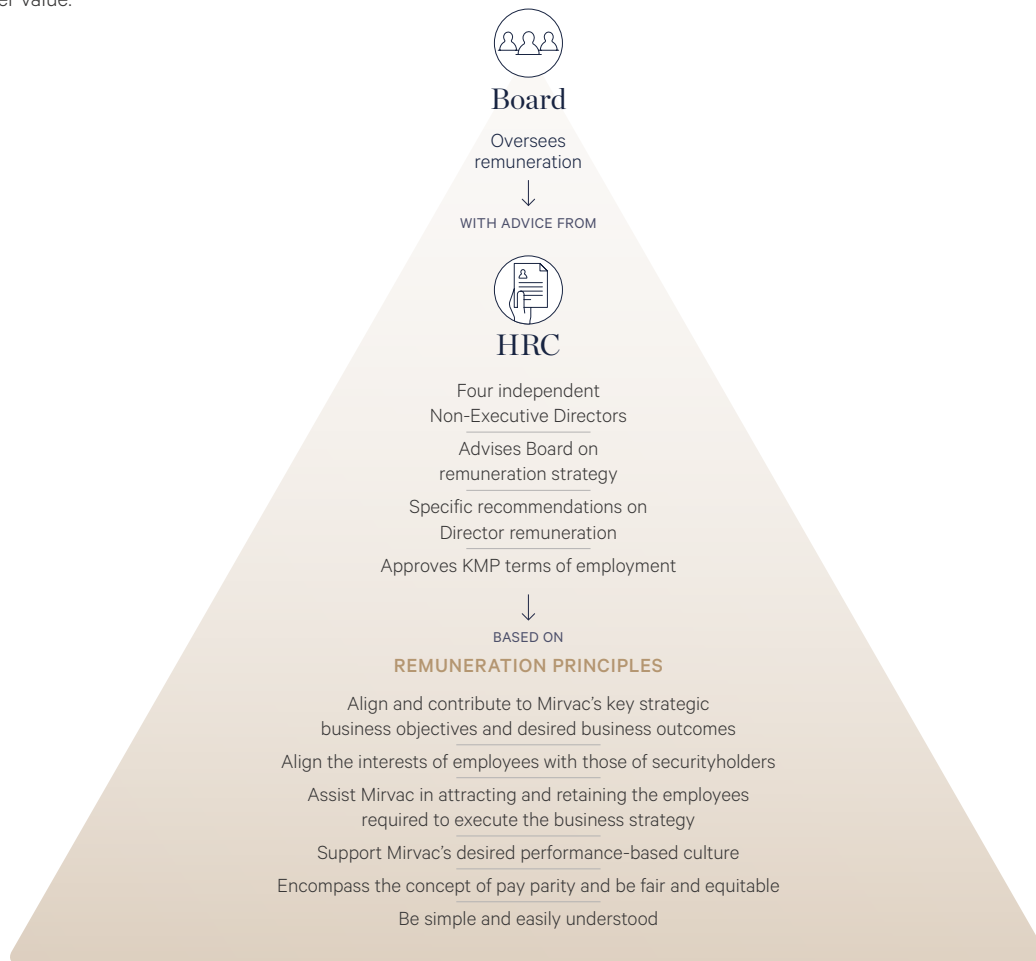 er value.
Board
Oversees
remuneration
WITH ADVICE FROM
HRC
Four independent
Non-Executive Directors
Advises Board on
remuneration strategy
Specific recommendations on
Director remuneration
Approves KMP terms of employment
BASED ON
REMUNERATION PRINCIPLES
Align and contribute to Mirvac’s key strategic
business objectives and desired business outcomes
Align the interests of employees with those of securityholders
Assist Mirvac in attracting and retaining the employees
required to execute the business strategy
Support Mirvac’s desired performance-based culture
Encompass the concept of pay parity and be fair and equitable
Be simple and easily understood